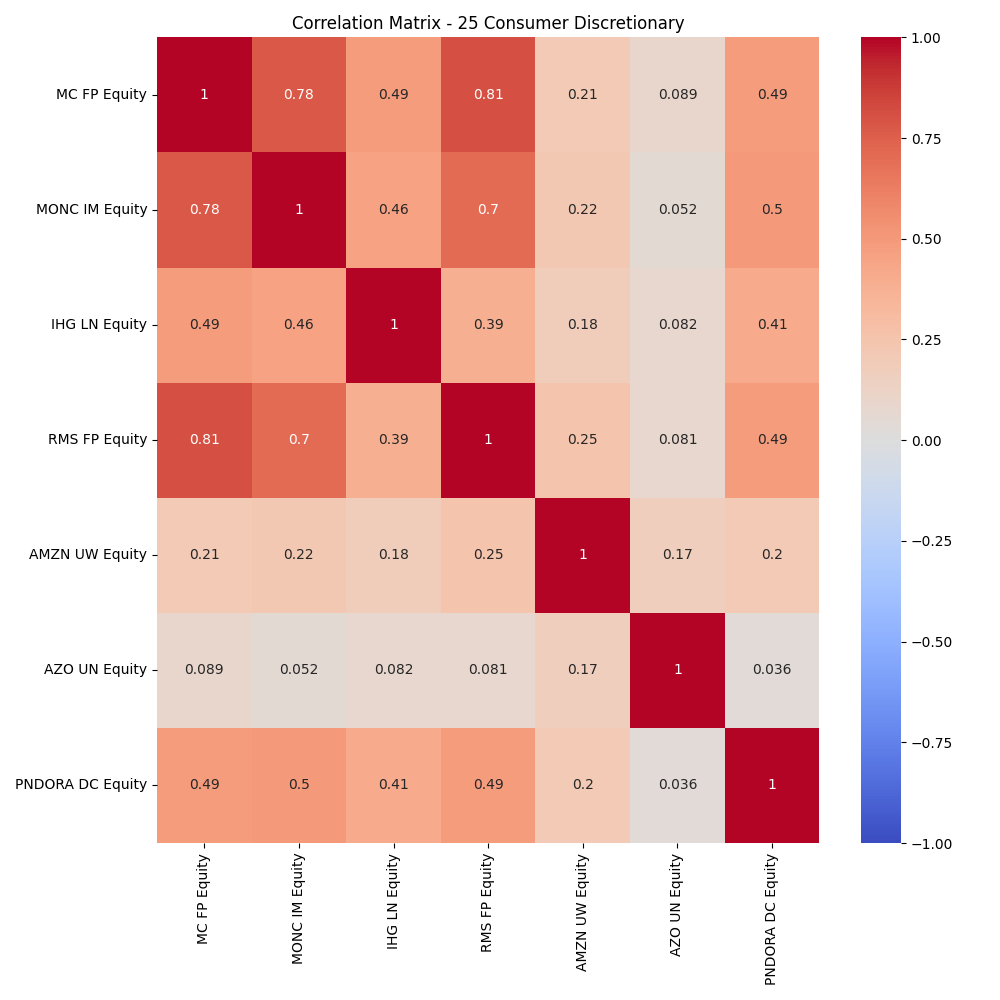 Correlation Matrix - 25 Consumer Discretionary
MC FP Equity 1 0.78 0.49 0.81 0.21 0.089 0.49
MONC IM Equity 0.78 1 0.46 0.7 0.22 0.052 0.5
IHG LN Equity 0.49 0.46 1 0.39 0.18 0.082 0.41
RMS FP Equity 0.81 0.7 0.39 1 0.25 0.081 0.49
AMZN UW Equity 0.21 0.22 0.18 0.25 1 0.17 0.2
AZO UN Equity 0.089 0.052 0.082 0.081 0.17 1 0.036
PNDORA DC Equity 0.49 0.5 0.41 0.49 0.2 0.036 1
MC FP Equity
MONC IM Equity
IHG LN Equity
RMS FP Equity
AMZN UW Equity
AZO UN Equity
PNDORA DC Equity
1.00
0.75
0.50
0.25
0.00
−0.25
−0.50
−0.75
−1.00